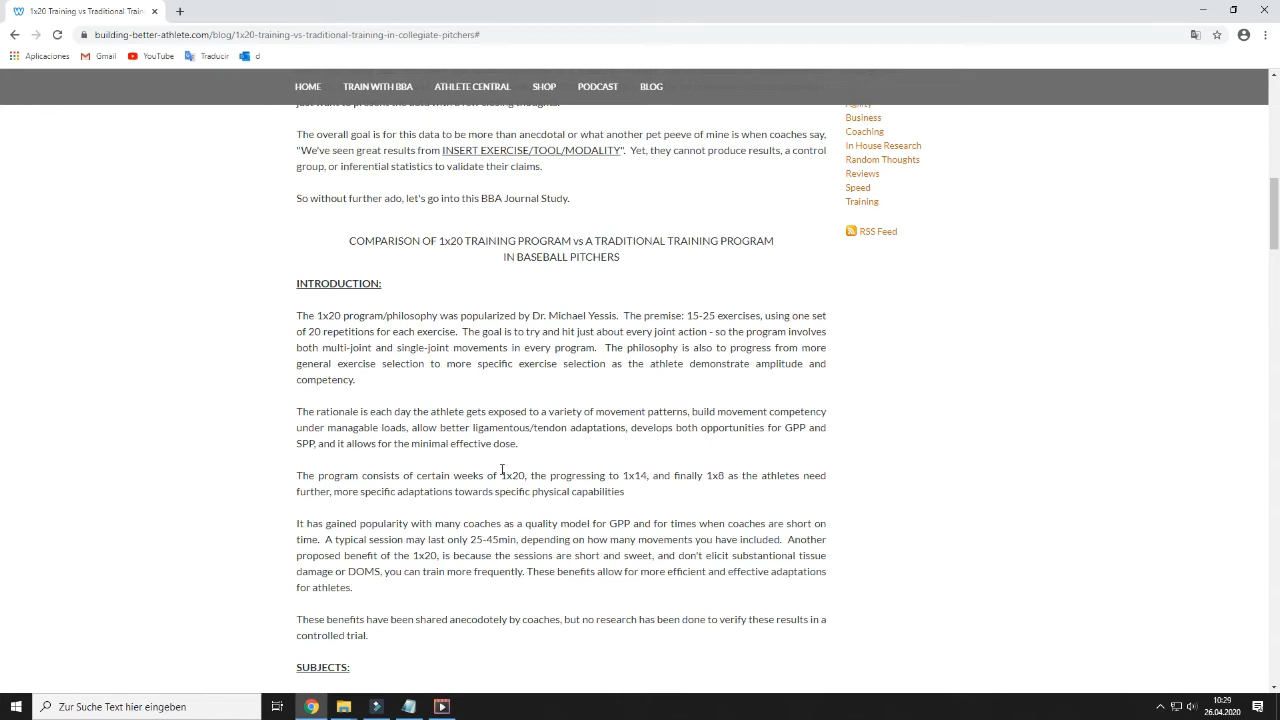 1x20 Training vs Traditional Train
building-better-athlete.com/blog/1x20-training-vs-traditional-training-in-collegiate-pitchers#
Aplicaciones Gmail YouTube Traducir d
HOME TRAIN WITH BBA ATHLETE CENTRAL SHOP PODCAST BLOG
just want to present the data with a few closing thoughts.
The overall goal is for this data to be more than anecdotal or what another pet peeve of mine is when coaches say,
"We've seen great results from INSERT EXERCISE/TOOL/MODALITY". Yet, they cannot produce results, a control
group, or inferential statistics to validate their claims.
So without further ado, let's go into this BBA Journal Study.
COMPARISON OF 1x20 TRAINING PROGRAM vs A TRADITIONAL TRAINING PROGRAM
IN BASEBALL PITCHERS
INTRODUCTION:
The 1x20 program/philosophy was popularized by Dr. Michael Yessis. The premise: 15-25 exercises, using one set
of 20 repetitions for each exercise. The goal is to try and hit just about every joint action - so the program involves
both multi-joint and single-joint movements in every program. The philosophy is also to progress from more
general exercise selection to more specific exercise selection as the athlete demonstrate amplitude and
competency.
The rationale is each day the athlete gets exposed to a variety of movement patterns, build movement competency
under managable loads, allow better ligamentous/tendon adaptations, develops both opportunities for GPP and
SPP, and it allows for the minimal effective dose.
The program consists of certain weeks of 1x20, the progressing to 1x14, and finally 1x8 as the athletes need
further, more specific adaptations towards specific physical capabilities
It has gained popularity with many coaches as a quality model for GPP and for times when coaches are short on
time. A typical session may last only 25-45min, depending on how many movements you have included. Another
proposed benefit of the 1x20, is because the sessions are short and sweet, and don't elicit substantional tissue
damage or DOMS, you can train more frequently. These benefits allow for more efficient and effective adaptations
for athletes.
These benefits have been shared anecodotely by coaches, but no research has been done to verify these results in a
controlled trial.
SUBJECTS:
Agility
Business
Coaching
In House Research
Random Thoughts
Reviews
Speed
Training
RSS Feed
Zur Suche Text hier eingeben
10:29
26.04.2020